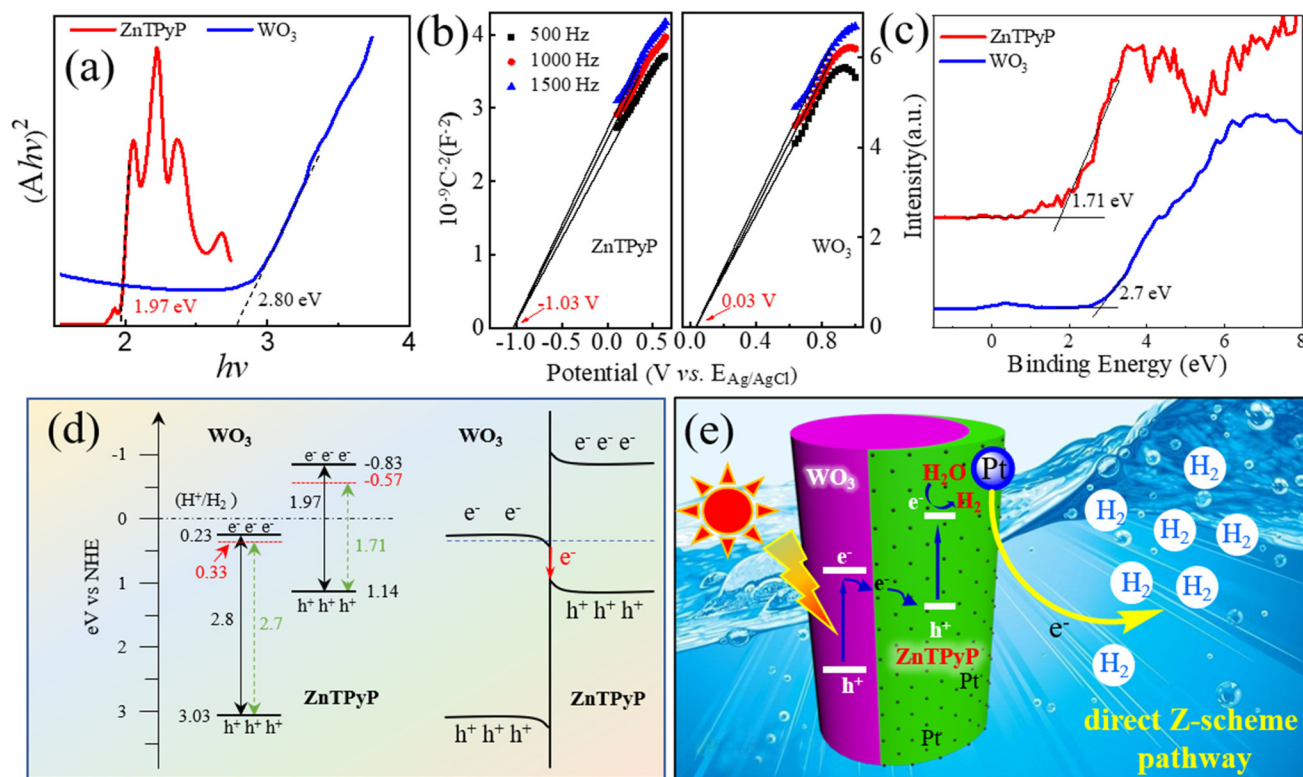 (a)
ZnTPyP WO₃
(Ahν)²
1.97 eV
2.80 eV
2 3 4
hν
(b)
500 Hz
1000 Hz
1500 Hz
10⁻⁹C⁻²(F⁻²)
4
3
2
1
0
ZnTPyP
-1.03 V
-1.0 -0.5 0.0 0.5
WO₃
0.03 V
0.0 0.4 0.8
6
4
2
0
Potential (V vs. E_Ag/AgCl)
(c)
ZnTPyP
WO₃
Intensity(a.u.)
1.71 eV
2.7 eV
0 2 4 6 8
Binding Energy (eV)
(d)
eV vs NHE
-1
0
1
2
3
WO₃
(H⁺/H₂)
0.23
e⁻ e⁻ e⁻
0.33
2.8
2.7
3.03
h⁺ h⁺ h⁺
e⁻ e⁻ e⁻
-0.83
-0.57
1.97
1.71
h⁺ h⁺ h⁺
1.14
ZnTPyP
WO₃
e⁻ e⁻ e⁻
e⁻ e⁻
e⁻
h⁺ h⁺ h⁺
h⁺ h⁺ h⁺
ZnTPyP
(e)
WO₃
H₂O
H₂
e⁻
Pt
e⁻
e⁻
h⁺
h⁺
ZnTPyP
Pt
Pt
e⁻
H₂
H₂
H₂
H₂
H₂
H₂
H₂
direct Z-scheme
pathway